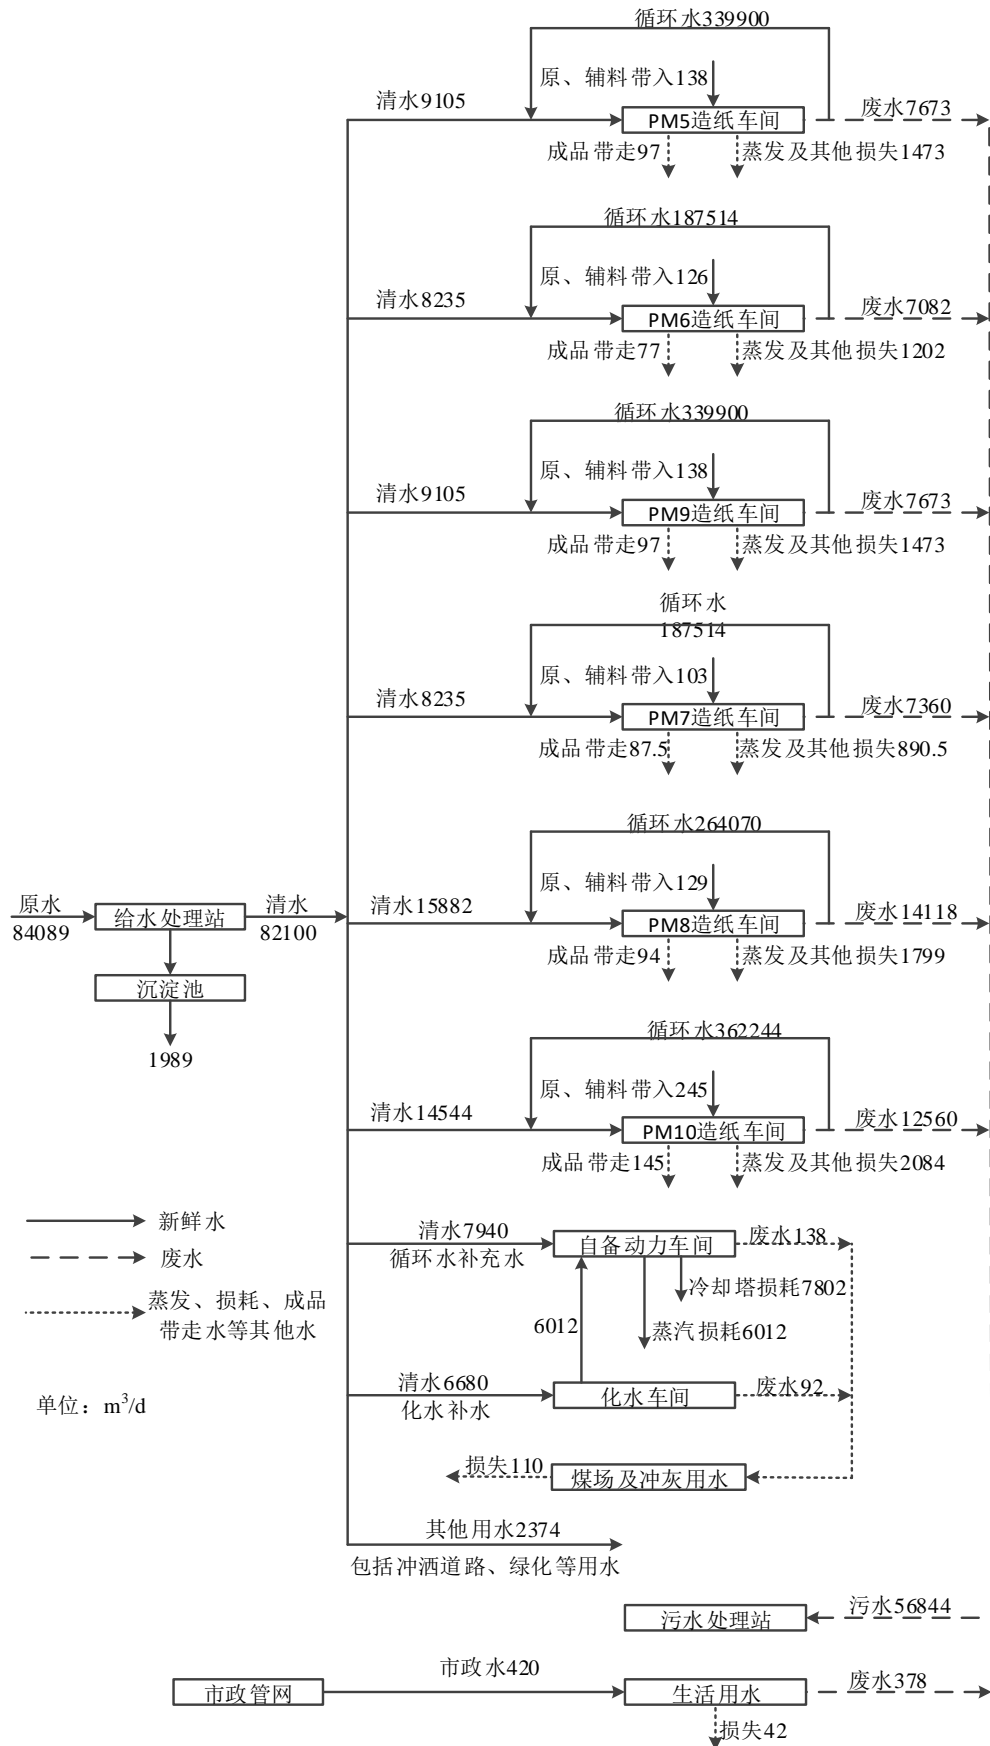 循环水339900
原、辅料带入138
清水9105
PM5造纸车间
废水7673
成品带走97
蒸发及其他损失1473
循环水187514
原、辅料带入126
清水8235
PM6造纸车间
废水7082
成品带走77
蒸发及其他损失1202
循环水339900
原、辅料带入138
清水9105
PM9造纸车间
废水7673
成品带走97
蒸发及其他损失1473
循环水
187514
原、辅料带入103
清水8235
PM7造纸车间
废水7360
成品带走87.5
蒸发及其他损失890.5
循环水264070
原、辅料带入129
原水
84089
给水处理站
清水
82100
清水15882
PM8造纸车间
废水14118
成品带走94
蒸发及其他损失1799
沉淀池
1989
循环水362244
原、辅料带入245
清水14544
PM10造纸车间
废水12560
成品带走145
蒸发及其他损失2084
新鲜水
废水
蒸发、损耗、成品
带走水等其他水
单位：m³/d
清水7940
循环水补充水
自备动力车间
废水138
冷却塔损耗7802
6012
蒸汽损耗6012
清水6680
化水补水
化水车间
废水92
损失110
煤场及冲灰用水
其他用水2374
包括冲洒道路、绿化等用水
污水处理站
污水56844
市政管网
市政水420
生活用水
废水378
损失42